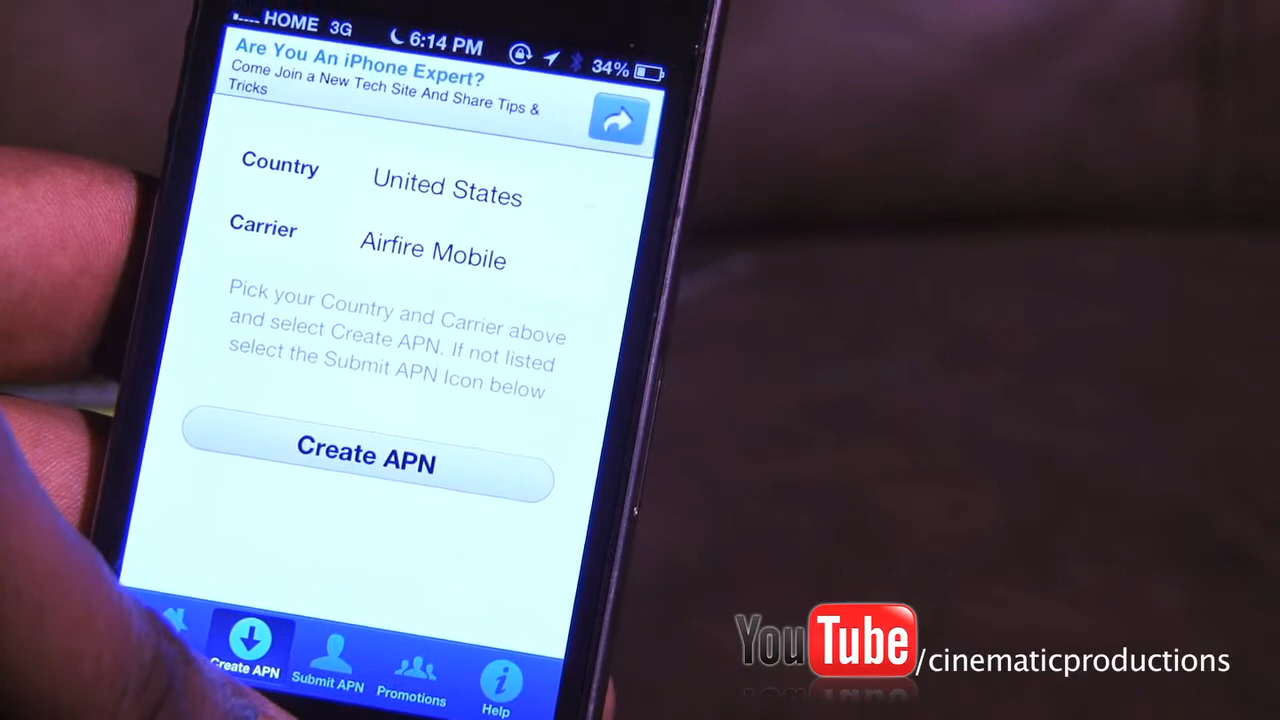 HOME 3G 6:14 PM 34%
Are You An iPhone Expert?
Come Join a New Tech Site And Share Tips &
Tricks
Country United States
Carrier Airfire Mobile
Pick your Country and Carrier above
and select Create APN. If not listed
select the Submit APN Icon below
Create APN
Create APN Submit APN Promotions Help
YouTube/cinematicproductions